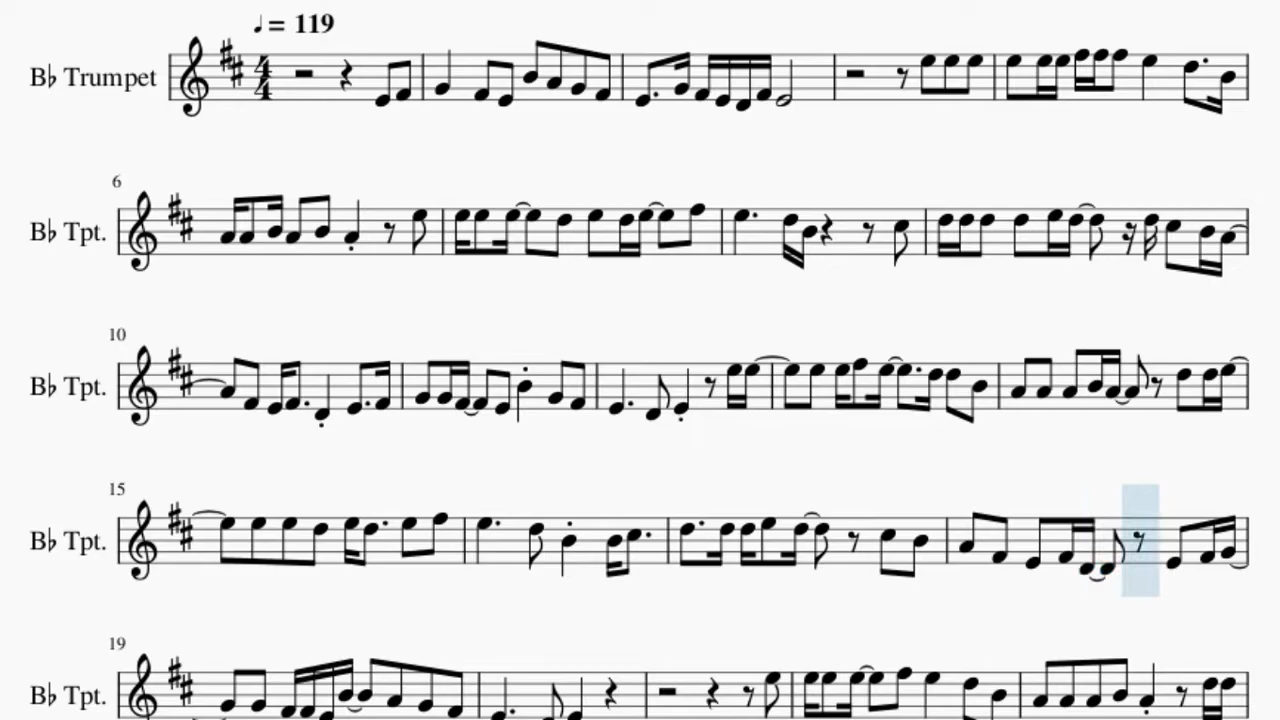 ♩= 119
B♭ Trumpet
4
4
6
B♭ Tpt.
10
B♭ Tpt.
15
B♭ Tpt.
19
B♭ Tpt.